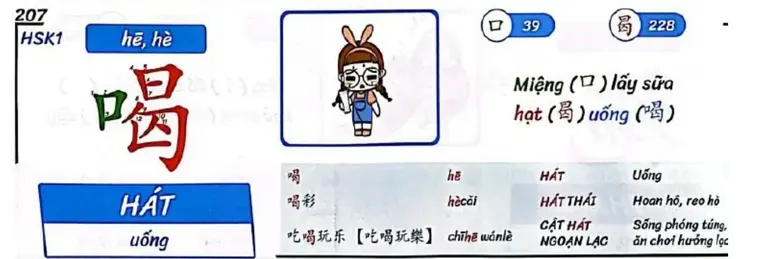 207
HSK1
hē, hè
喝
HÁT
uống
口 39
曷 228
Miệng (口) lấy sữa
hạt (曷) uống (喝)
喝 hē HÁT Uống
喝彩 hècǎi HÁT THÁI Hoan hô, reo hò
吃喝玩乐【吃喝玩樂】 chīhē wánlè CẬT HÁT NGOẠN LẠC Sống phóng túng,
ăn chơi hưởng lạc